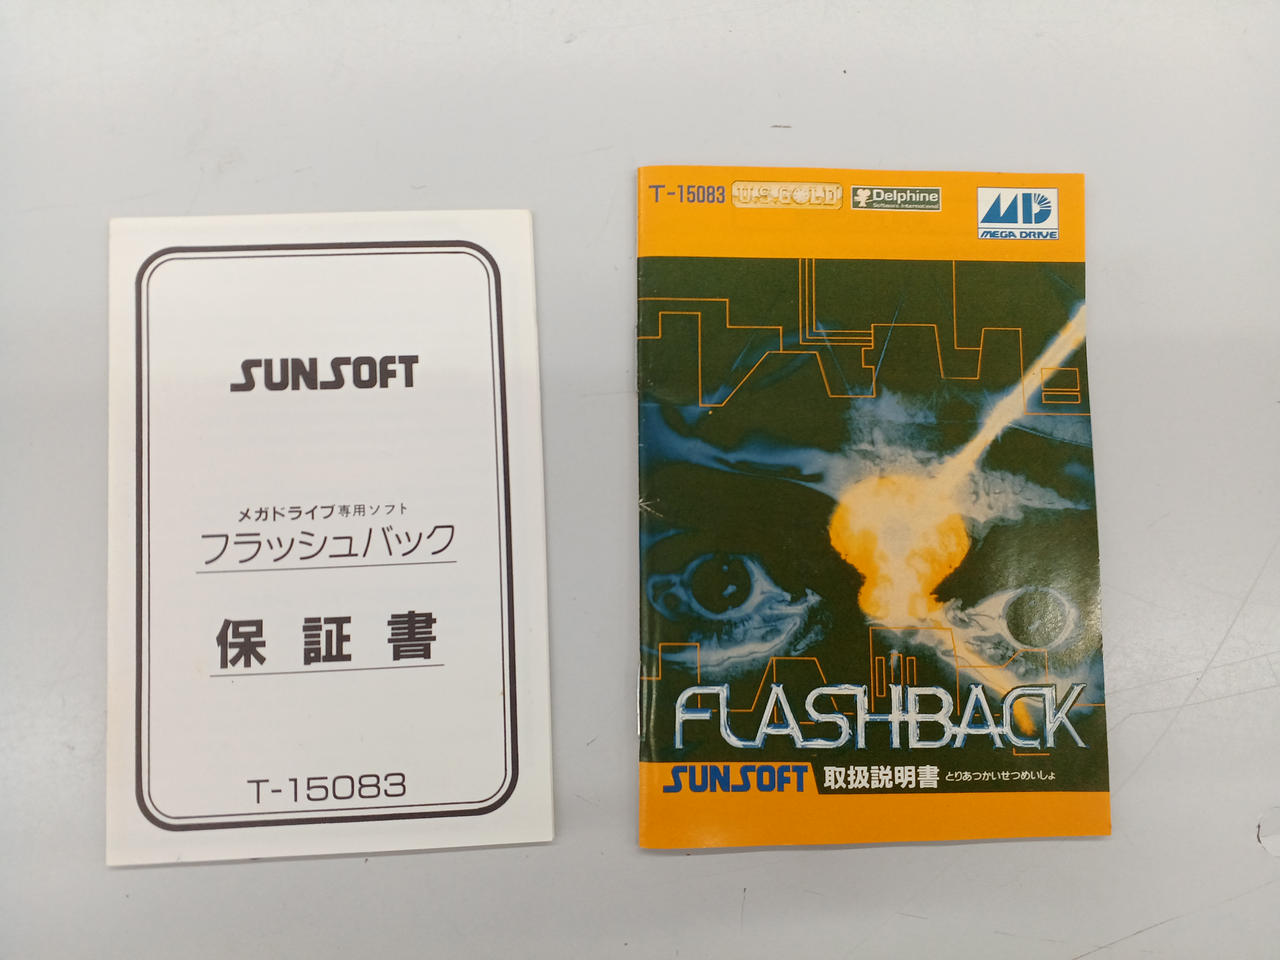 SUNSOFT
メガドライブ専用ソフト
フラッシュバック
保証書
T-15083
T-15083 U.S.GOLD Delphine
Software International
MD
MEGA DRIVE
FLASHBACK
SUNSOFT 取扱説明書 とりあつかいせつめいしょ